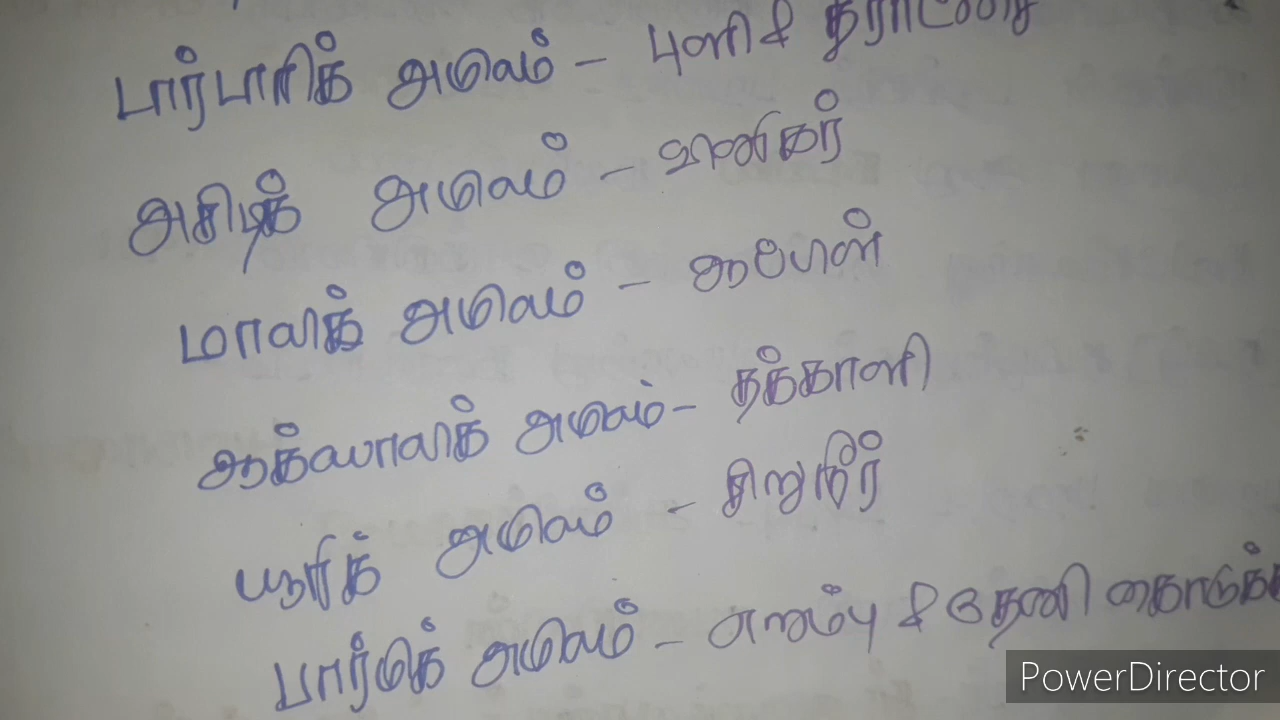 டார்டாரிக் அமிலம் - புளி & திராட்சை
அசிடிக் அமிலம் - வினிகர்
மாலிக் அமிலம் - ஆப்பிள்
ஆக்ஸாலிக் அமிலம் - தக்காளி
யூரிக் அமிலம் - சிறுநீர்
பார்மிக் அமிலம் - எறும்பு & தேனி
PowerDirector